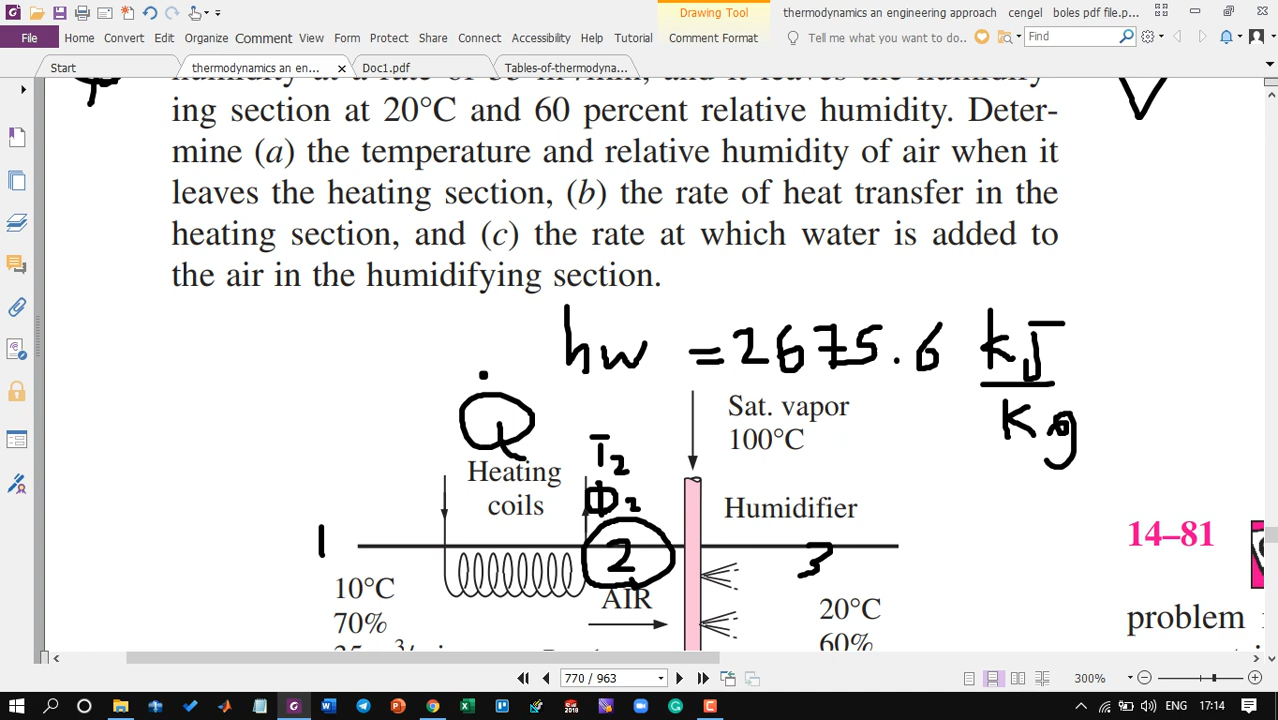 Drawing Tool
thermodynamics an engineering approach cengel boles pdf file.p...
File Home Convert Edit Organize Comment View Form Protect Share Connect Accessibility Help Tutorial Comment Format Tell me what you want to do.. Find
Start thermodynamics an en... Doc1.pdf Tables-of-thermodyna...
ing section at 20°C and 60 percent relative humidity. Deter-
mine (a) the temperature and relative humidity of air when it
leaves the heating section, (b) the rate of heat transfer in the
heating section, and (c) the rate at which water is added to
the air in the humidifying section.
hw = 2675.6 kJ
Kg
Q̇
Sat. vapor
100°C
T2
Heating
coils
Φ2
Humidifier
1
2
3
14–81
10°C
70%
AIR
20°C
60%
problem
770 / 963
300%
ENG 17:14